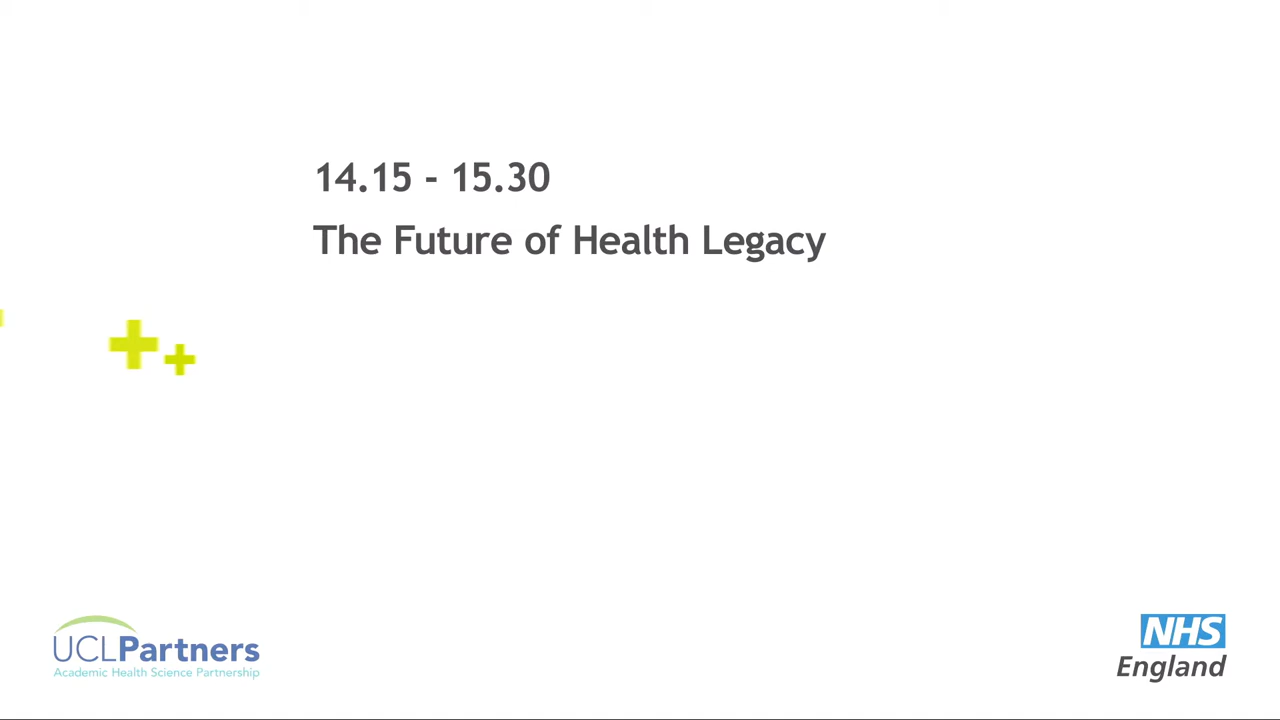 14.15 - 15.30
The Future of Health Legacy
UCLPartners
Academic Health Science Partnership
NHS
England